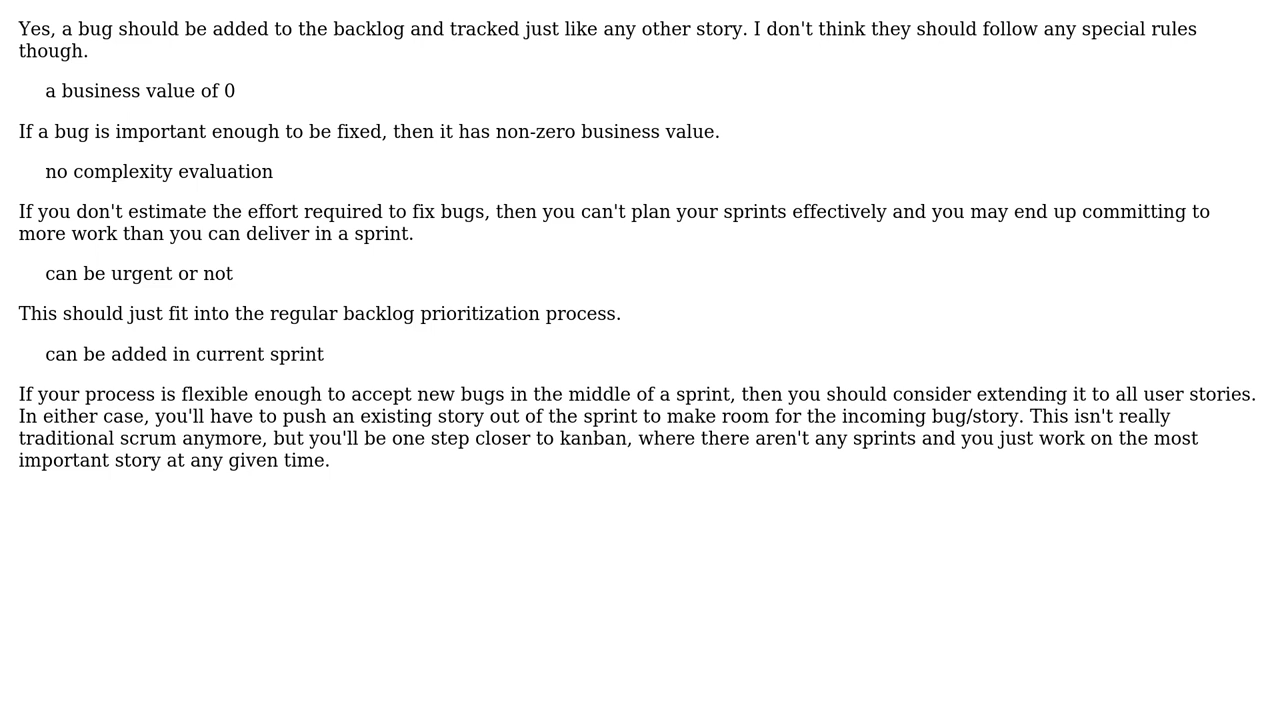 Yes, a bug should be added to the backlog and tracked just like any other story. I don't think they should follow any special rules
though.
a business value of 0
If a bug is important enough to be fixed, then it has non-zero business value.
no complexity evaluation
If you don't estimate the effort required to fix bugs, then you can't plan your sprints effectively and you may end up committing to
more work than you can deliver in a sprint.
can be urgent or not
This should just fit into the regular backlog prioritization process.
can be added in current sprint
If your process is flexible enough to accept new bugs in the middle of a sprint, then you should consider extending it to all user stories.
In either case, you'll have to push an existing story out of the sprint to make room for the incoming bug/story. This isn't really
traditional scrum anymore, but you'll be one step closer to kanban, where there aren't any sprints and you just work on the most
important story at any given time.